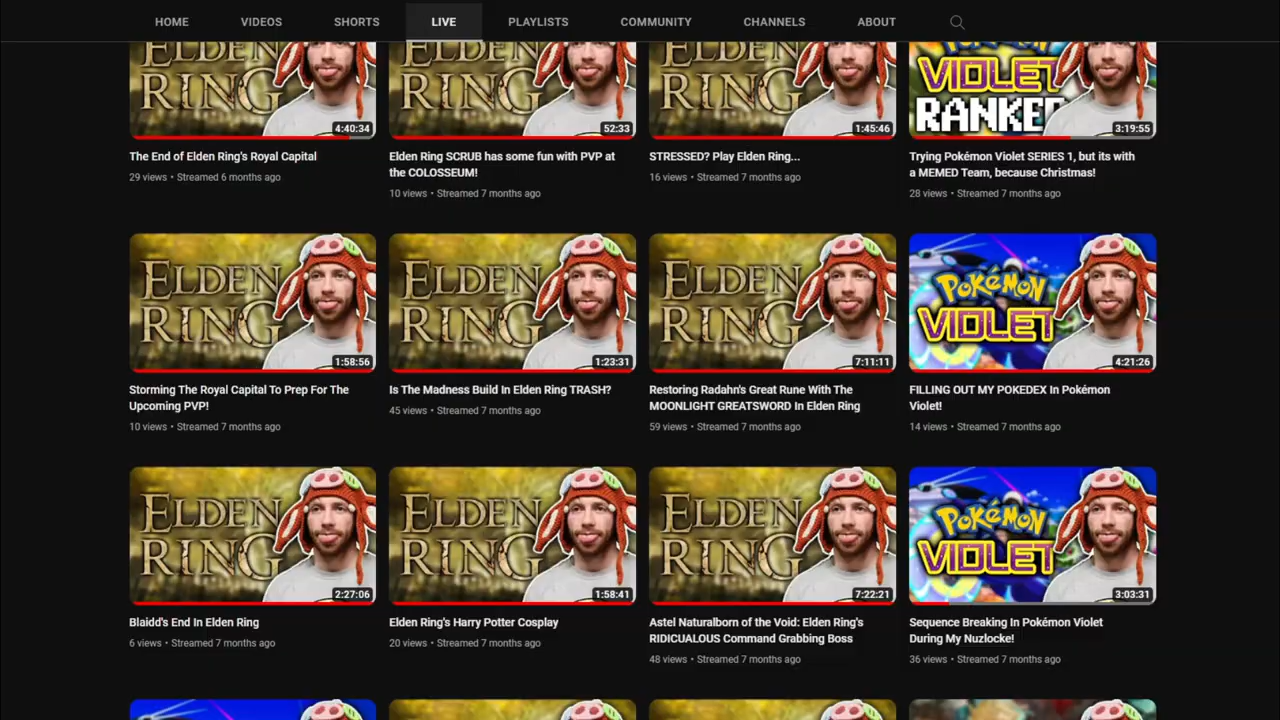 HOME VIDEOS SHORTS LIVE PLAYLISTS COMMUNITY CHANNELS ABOUT
ELDEN
RING
4:40:34
ELDEN
RING
52:33
ELDEN
RING
1:45:46
POKÉMON
VIOLET
RANKED
3:19:55
The End of Elden Ring's Royal Capital
29 views • Streamed 6 months ago
Elden Ring SCRUB has some fun with PVP at
the COLOSSEUM!
10 views • Streamed 7 months ago
STRESSED? Play Elden Ring...
16 views • Streamed 7 months ago
Trying Pokémon Violet SERIES 1, but its with
a MEMED Team, because Christmas!
28 views • Streamed 7 months ago
ELDEN
RING
1:58:56
ELDEN
RING
1:23:31
ELDEN
RING
7:11:11
POKÉMON
VIOLET
4:21:26
Storming The Royal Capital To Prep For The
Upcoming PVP!
10 views • Streamed 7 months ago
Is The Madness Build In Elden Ring TRASH?
45 views • Streamed 7 months ago
Restoring Radahn's Great Rune With The
MOONLIGHT GREATSWORD In Elden Ring
59 views • Streamed 7 months ago
FILLING OUT MY POKEDEX In Pokémon
Violet!
14 views • Streamed 7 months ago
ELDEN
RING
2:27:06
ELDEN
RING
1:58:41
ELDEN
RING
7:22:21
POKÉMON
VIOLET
3:03:31
Blaidd's End In Elden Ring
6 views • Streamed 7 months ago
Elden Ring's Harry Potter Cosplay
20 views • Streamed 7 months ago
Astel Naturalborn of the Void: Elden Ring's
RIDICUALOUS Command Grabbing Boss
48 views • Streamed 7 months ago
Sequence Breaking In Pokémon Violet
During My Nuzlocke!
36 views • Streamed 7 months ago